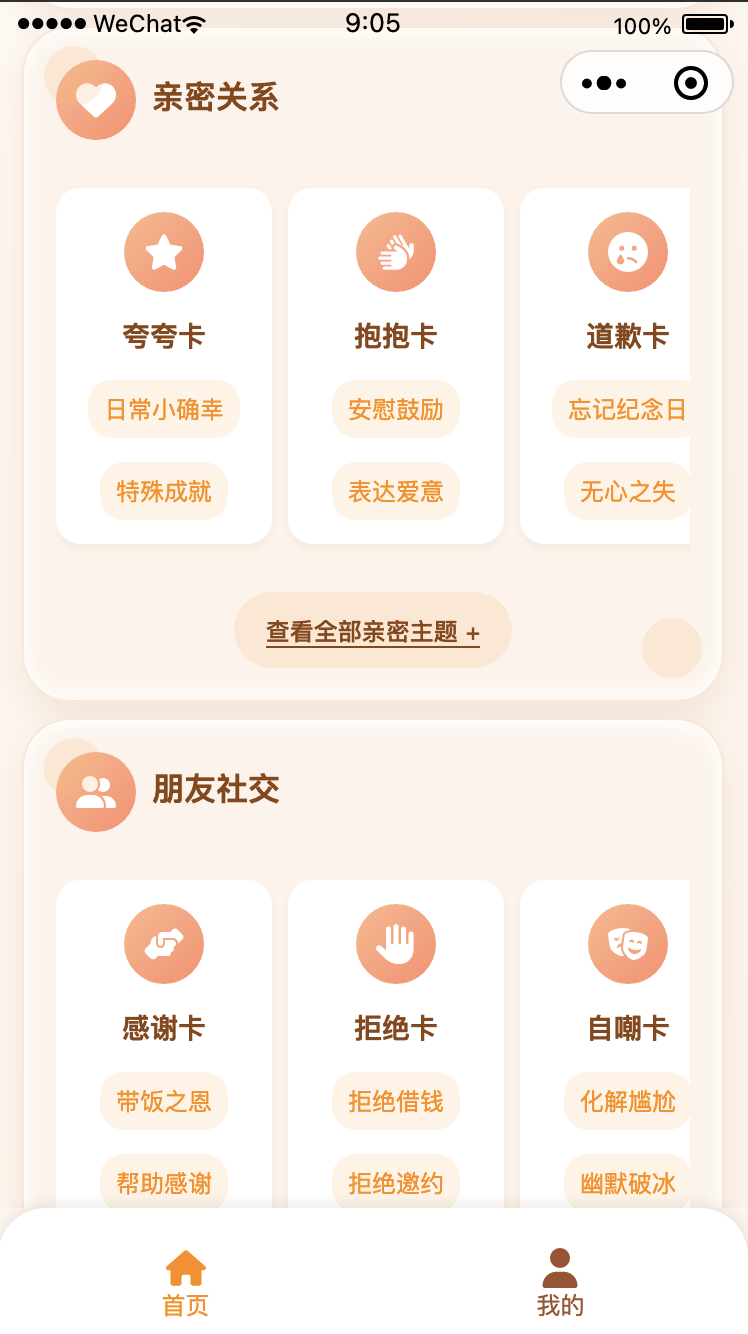 WeChat 9:05 100%
亲密关系
夸夸卡 抱抱卡 道歉卡
日常小确幸 安慰鼓励 忘记纪念日
特殊成就 表达爱意 无心之失
查看全部亲密主题 +
朋友社交
感谢卡 拒绝卡 自嘲卡
带饭之恩 拒绝借钱 化解尴尬
帮助感谢 拒绝邀约 幽默破冰
首页 我的